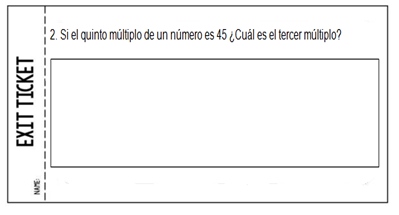 2. Si el quinto múltiplo de un número es 45 ¿Cuál es el tercer múltiplo?
EXIT TICKET
NAME: